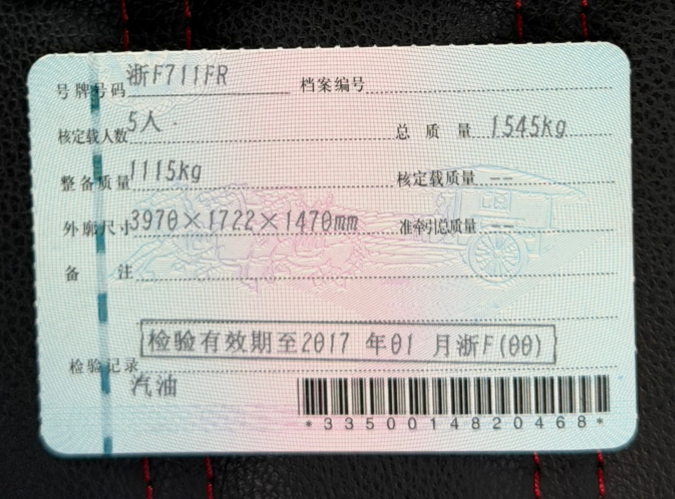 号牌号码 浙F711FR 档案编号
核定载人数 5人 总质量 1545kg
整备质量 1115kg 核定载质量 --
外廓尺寸 3970×1722×1470mm 准牵引总质量 --
备注
检验有效期至2017 年01 月浙F(00)
检验记录
汽油
*3350014820468*